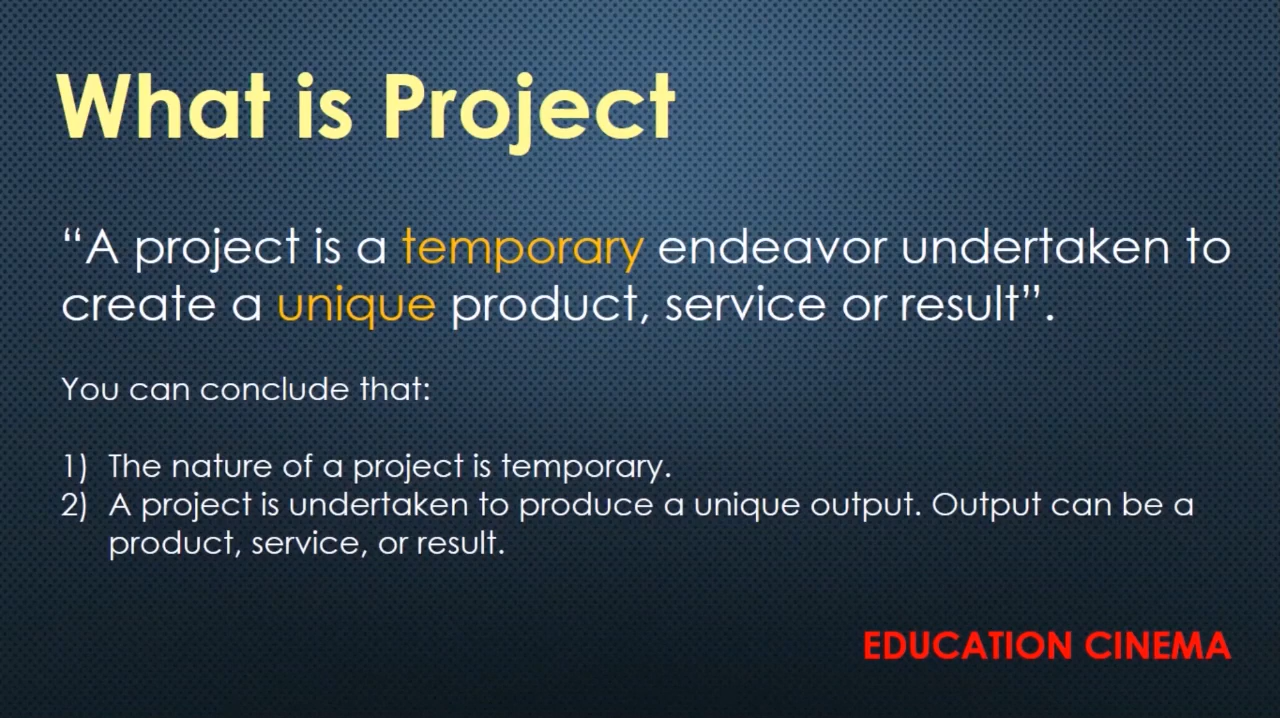 What is Project
“A project is a temporary endeavor undertaken to
create a unique product, service or result”.
You can conclude that:
1) The nature of a project is temporary.
2) A project is undertaken to produce a unique output. Output can be a
product, service, or result.
EDUCATION CINEMA